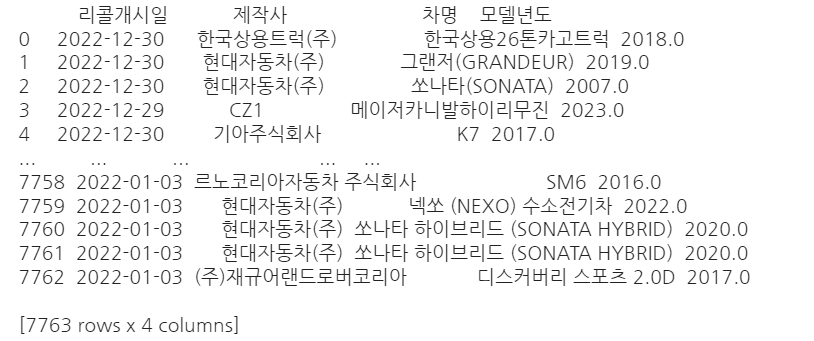 리콜개시일 제작사 차명 모델년도
0 2022-12-30 한국상용트럭(주) 한국상용26톤카고트럭 2018.0
1 2022-12-30 현대자동차(주) 그랜저(GRANDEUR) 2019.0
2 2022-12-30 현대자동차(주) 쏘나타(SONATA) 2007.0
3 2022-12-29 CZ1 메이저카니발하이리무진 2023.0
4 2022-12-30 기아주식회사 K7 2017.0
... ... ... ... ...
7758 2022-01-03 르노코리아자동차 주식회사 SM6 2016.0
7759 2022-01-03 현대자동차(주) 넥쏘 (NEXO) 수소전기차 2022.0
7760 2022-01-03 현대자동차(주) 쏘나타 하이브리드 (SONATA HYBRID) 2020.0
7761 2022-01-03 현대자동차(주) 쏘나타 하이브리드 (SONATA HYBRID) 2020.0
7762 2022-01-03 (주)재규어랜드로버코리아 디스커버리 스포츠 2.0D 2017.0
[7763 rows x 4 columns]